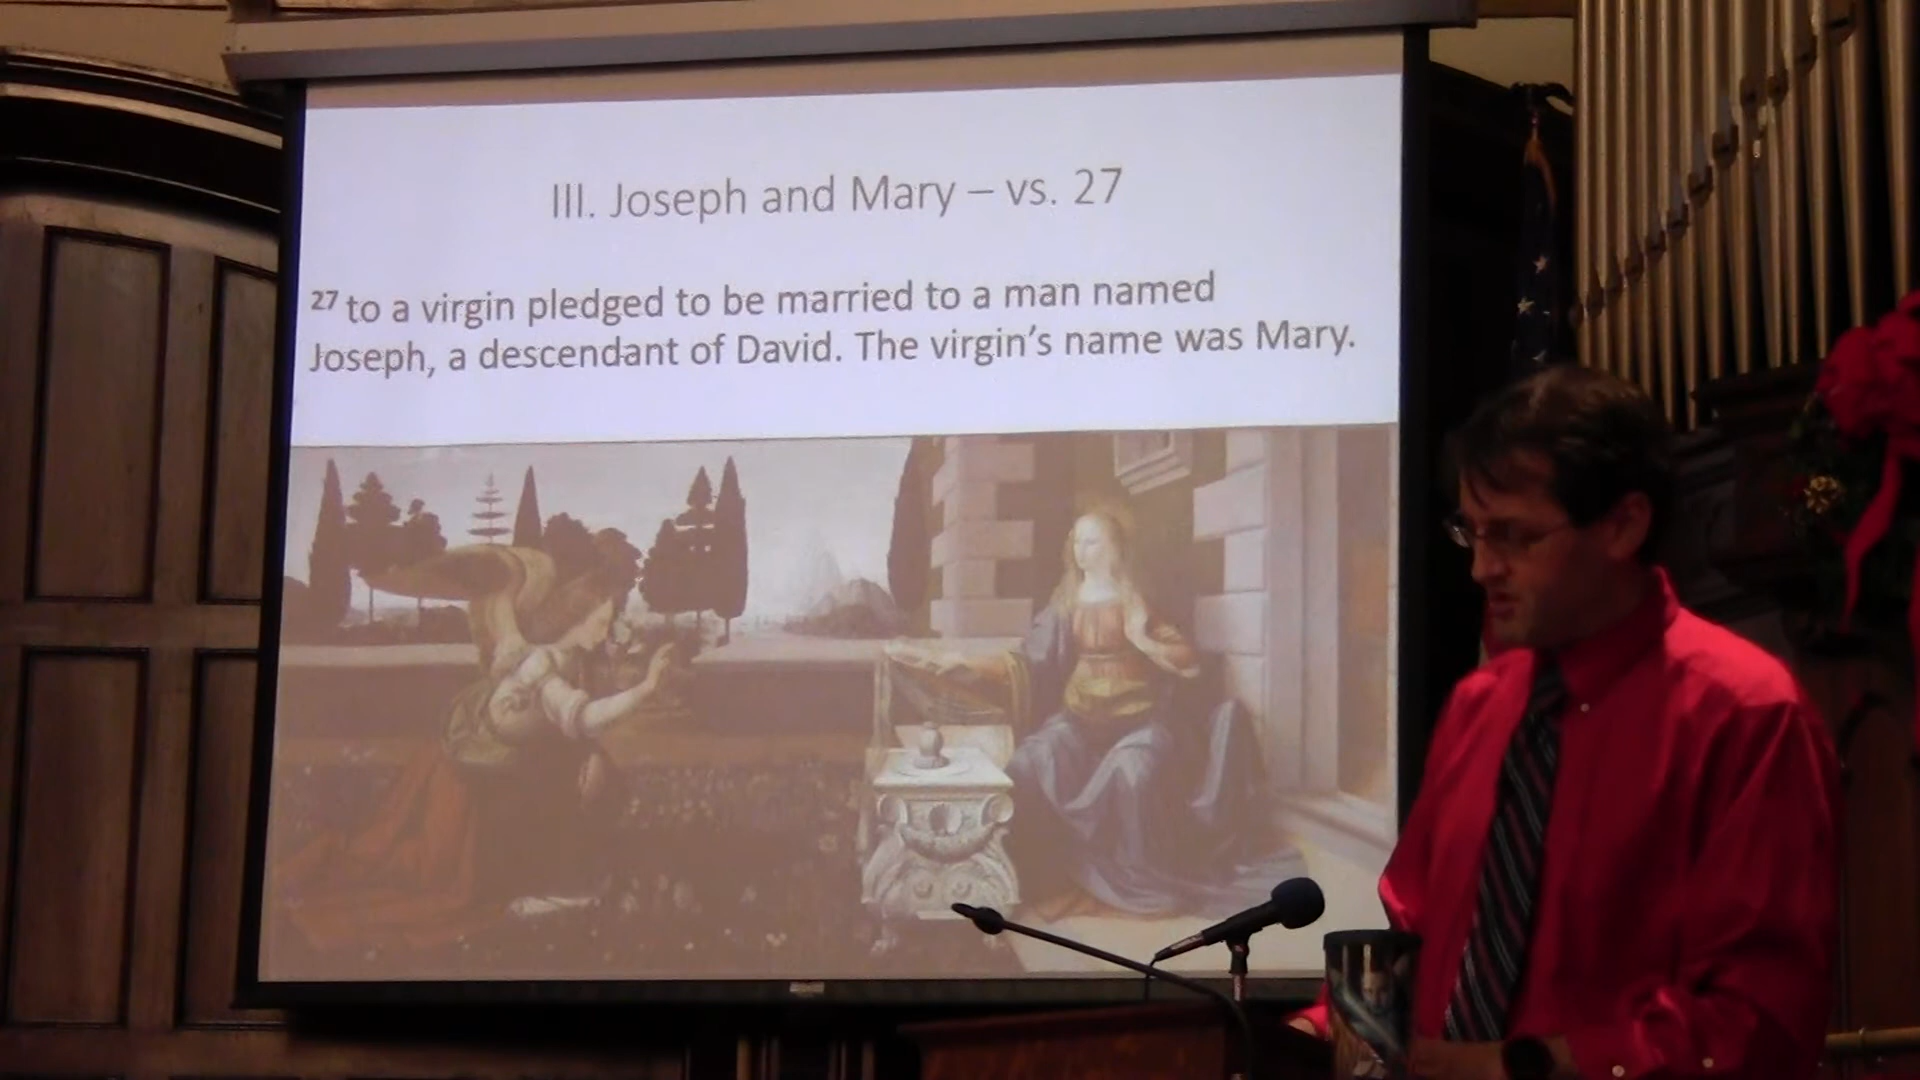 III. Joseph and Mary – vs. 27
27 to a virgin pledged to be married to a man named
Joseph, a descendant of David. The virgin’s name was Mary.